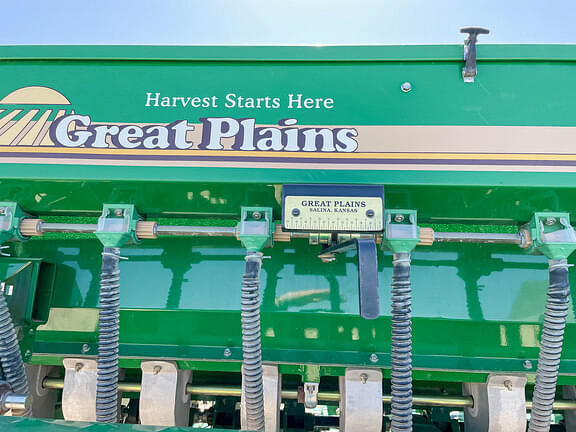 Harvest Starts Here
Great Plains
GREAT PLAINS
SALINA, KANSAS